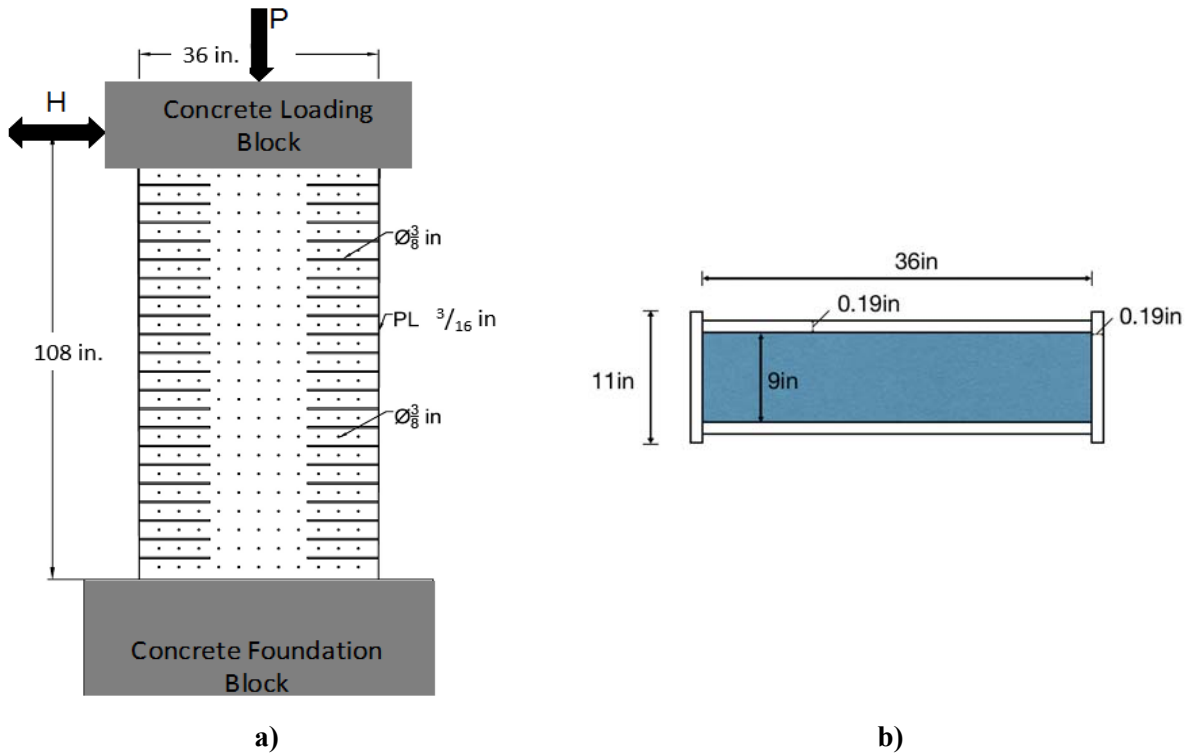 P
36 in.
H
Concrete Loading
Block
Ø3/8 in
PL 3/16 in
108 in.
Ø3/8 in
Concrete Foundation
Block
a)
36in
0.19in
0.19in
11in
9in
b)